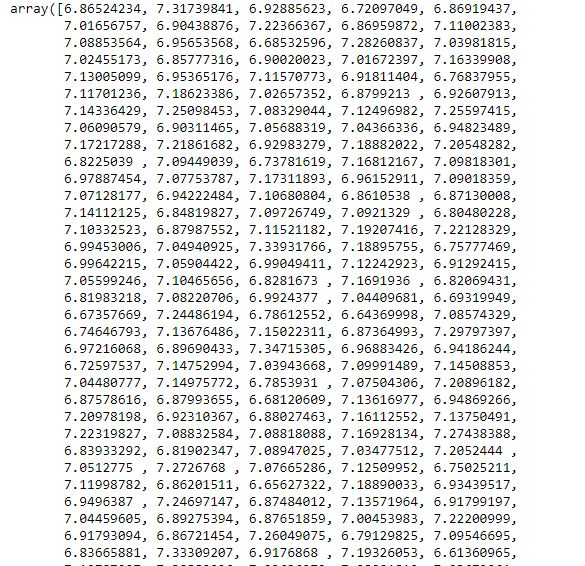 array([6.86524234, 7.31739841, 6.92885623, 6.72097049, 6.86919437,
7.01656757, 6.90438876, 7.22366367, 6.86959872, 7.11002383,
7.08853564, 6.95653568, 6.68532596, 7.28260837, 7.03981815,
7.02455173, 6.85777316, 6.90020023, 7.01672397, 7.16339908,
7.13005099, 6.95365176, 7.11570773, 6.91811404, 6.76837955,
7.11701236, 7.18623386, 7.02657352, 6.8799213 , 6.92607913,
7.14336429, 7.25098453, 7.08329044, 7.12496982, 7.25597415,
7.06090579, 6.90311465, 7.05688319, 7.04366336, 6.94823489,
7.17217288, 7.21861682, 6.92983279, 7.18882022, 7.20548282,
6.8225039 , 7.09449039, 6.73781619, 7.16812167, 7.09818301,
6.97887454, 7.07753787, 7.17311893, 6.96152911, 7.09018359,
7.07128177, 6.94222484, 7.10680804, 6.8610538 , 6.87130008,
7.14112125, 6.84819827, 7.09726749, 7.0921329 , 6.80480228,
7.10332523, 6.87987552, 7.11521182, 7.19207416, 7.22128329,
6.99453006, 7.04940925, 7.33931766, 7.18895755, 6.75777469,
6.99642215, 7.05904422, 6.99049411, 7.12242923, 6.91292415,
7.05599246, 7.10465656, 6.8281673 , 7.1691936 , 6.82069431,
6.81983218, 7.08220706, 6.9924377 , 7.04409681, 6.69319949,
6.67357669, 7.24486194, 6.78612552, 6.64369998, 7.08574329,
6.74646793, 7.13676486, 7.15022311, 6.87364993, 7.29797397,
6.97216068, 6.89690433, 7.34715305, 6.96883426, 6.94186244,
6.72597537, 7.14752994, 7.03943668, 7.09991489, 7.14508853,
7.04480777, 7.14975772, 6.7853931 , 7.07504306, 7.20896182,
6.87578616, 6.87993655, 6.68120609, 7.13616977, 6.94869266,
7.20978198, 6.92310367, 6.88027463, 7.16112552, 7.13750491,
7.22319827, 7.08832584, 7.08818088, 7.16928134, 7.27438388,
6.83933292, 6.81902347, 7.08947025, 7.03477512, 7.2052444 ,
7.0512775 , 7.2726768 , 7.07665286, 7.12509952, 6.75025211,
7.11998782, 6.86201511, 6.65627322, 7.18890033, 6.93439517,
6.9496387 , 7.24697147, 6.87484012, 7.13571964, 6.91799197,
7.04459605, 6.89275394, 6.87651859, 7.00453983, 7.22200999,
6.91793094, 6.86721454, 7.26049075, 6.79129825, 7.09546695,
6.83665881, 7.33309207, 6.9176868 , 7.19326053, 6.61360965,